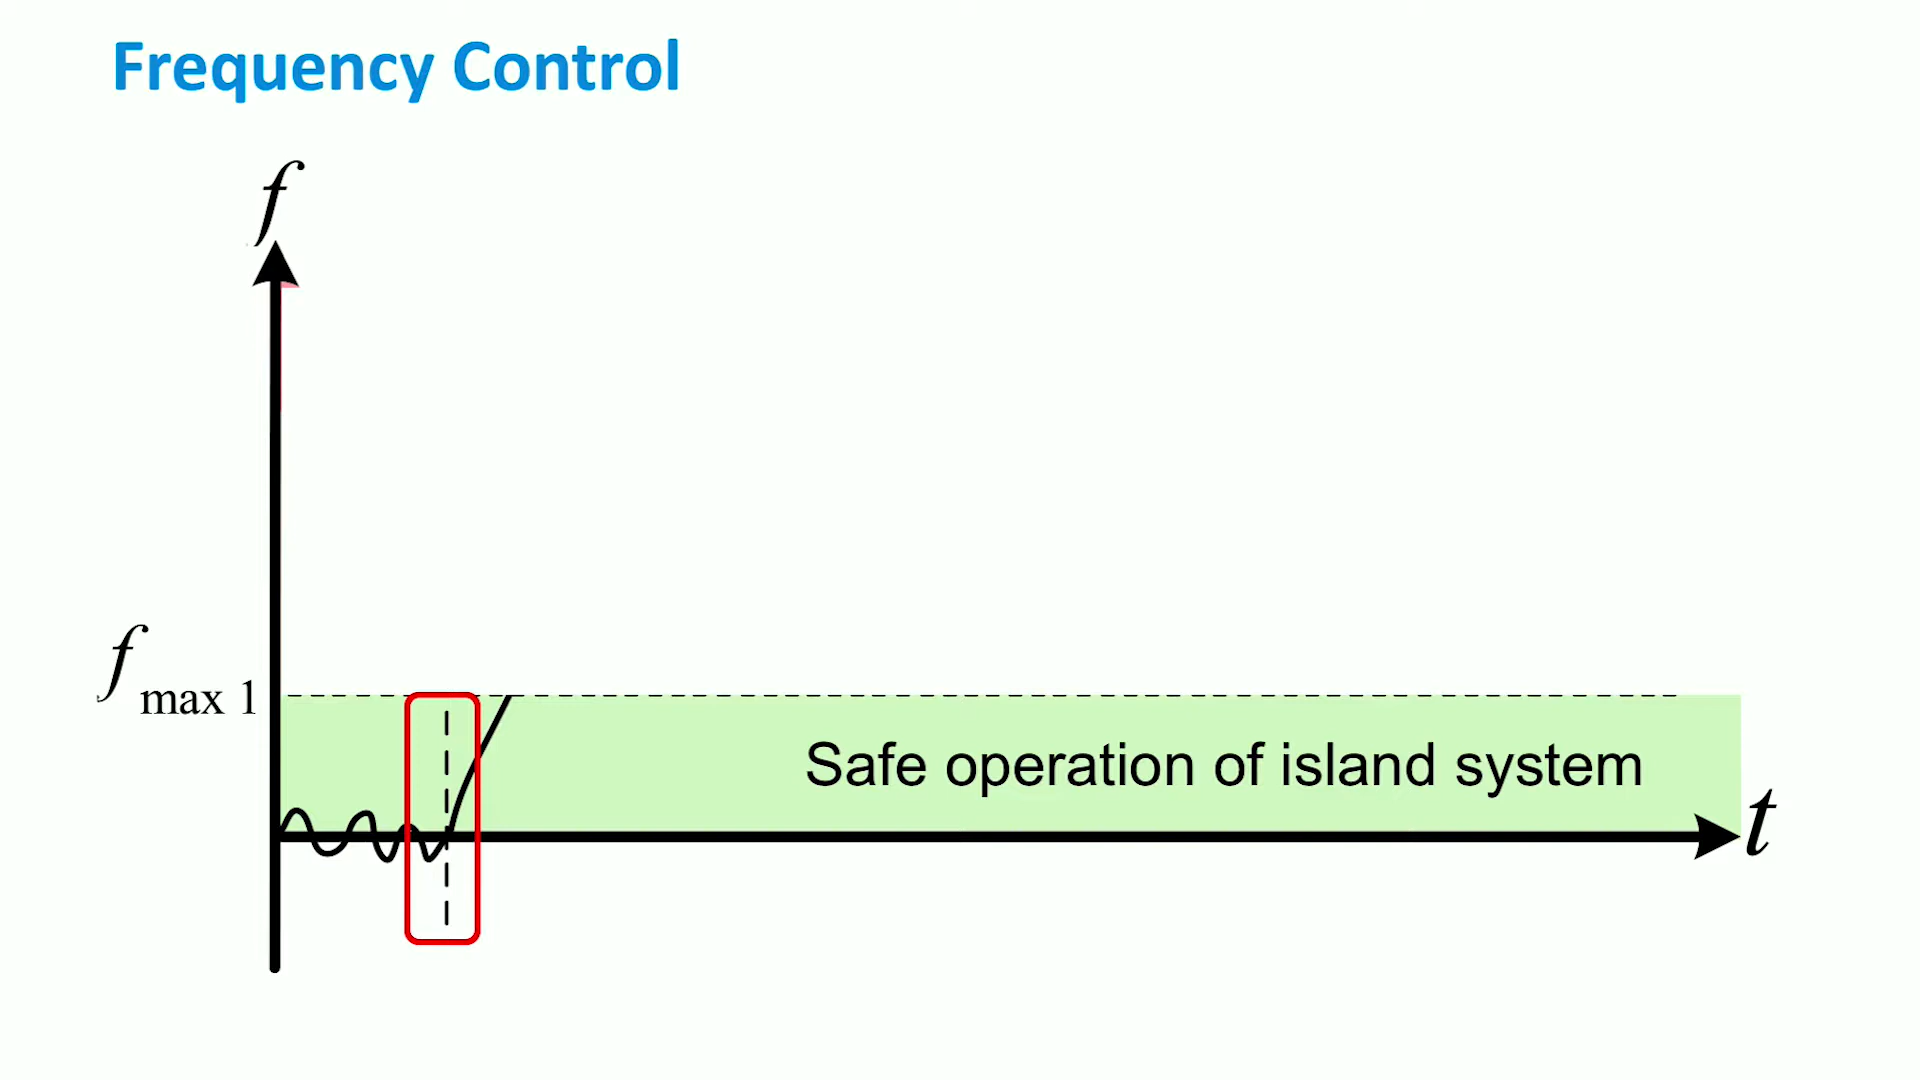 Frequency Control
f
f max 1
Safe operation of island system
t